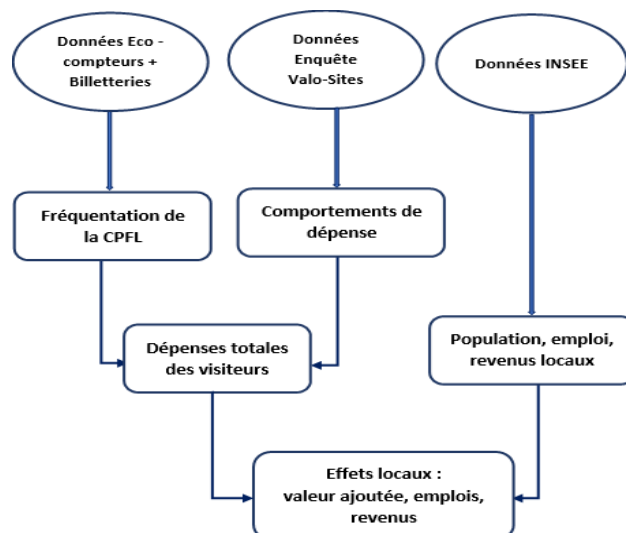 Données Eco -
compteurs +
Billetteries
Données
Enquête
Valo-Sites
Données INSEE
Fréquentation de
la CPFL
Comportements de
dépense
Dépenses totales
des visiteurs
Population, emploi,
revenus locaux
Effets locaux :
valeur ajoutée, emplois,
revenus